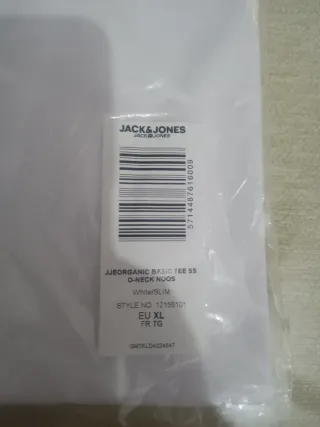 JACK&JONES
JACK&JONES
5714487616009
JJEORGANIC BASIC TEE SS
O-NECK NOOS
White/SLIM
STYLE NO. 12156101
EU XL
FR TG